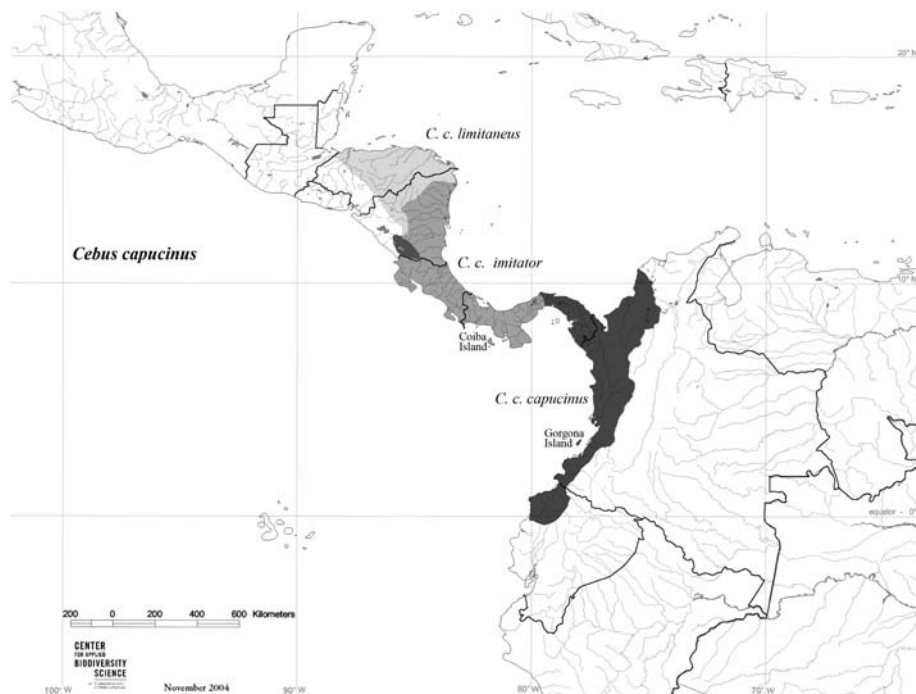 20° N
C. c. limitaneus
Cebus capucinus
C. c. imitator
10° N
Coiba
Island
C. c. capucinus
Gorgona
Island
equator - 0°
200 0 200 400 600 Kilometers
CENTER
FOR APPLIED
BIODIVERSITY
SCIENCE
November 2004
100° W 90° W 80° W 70° W